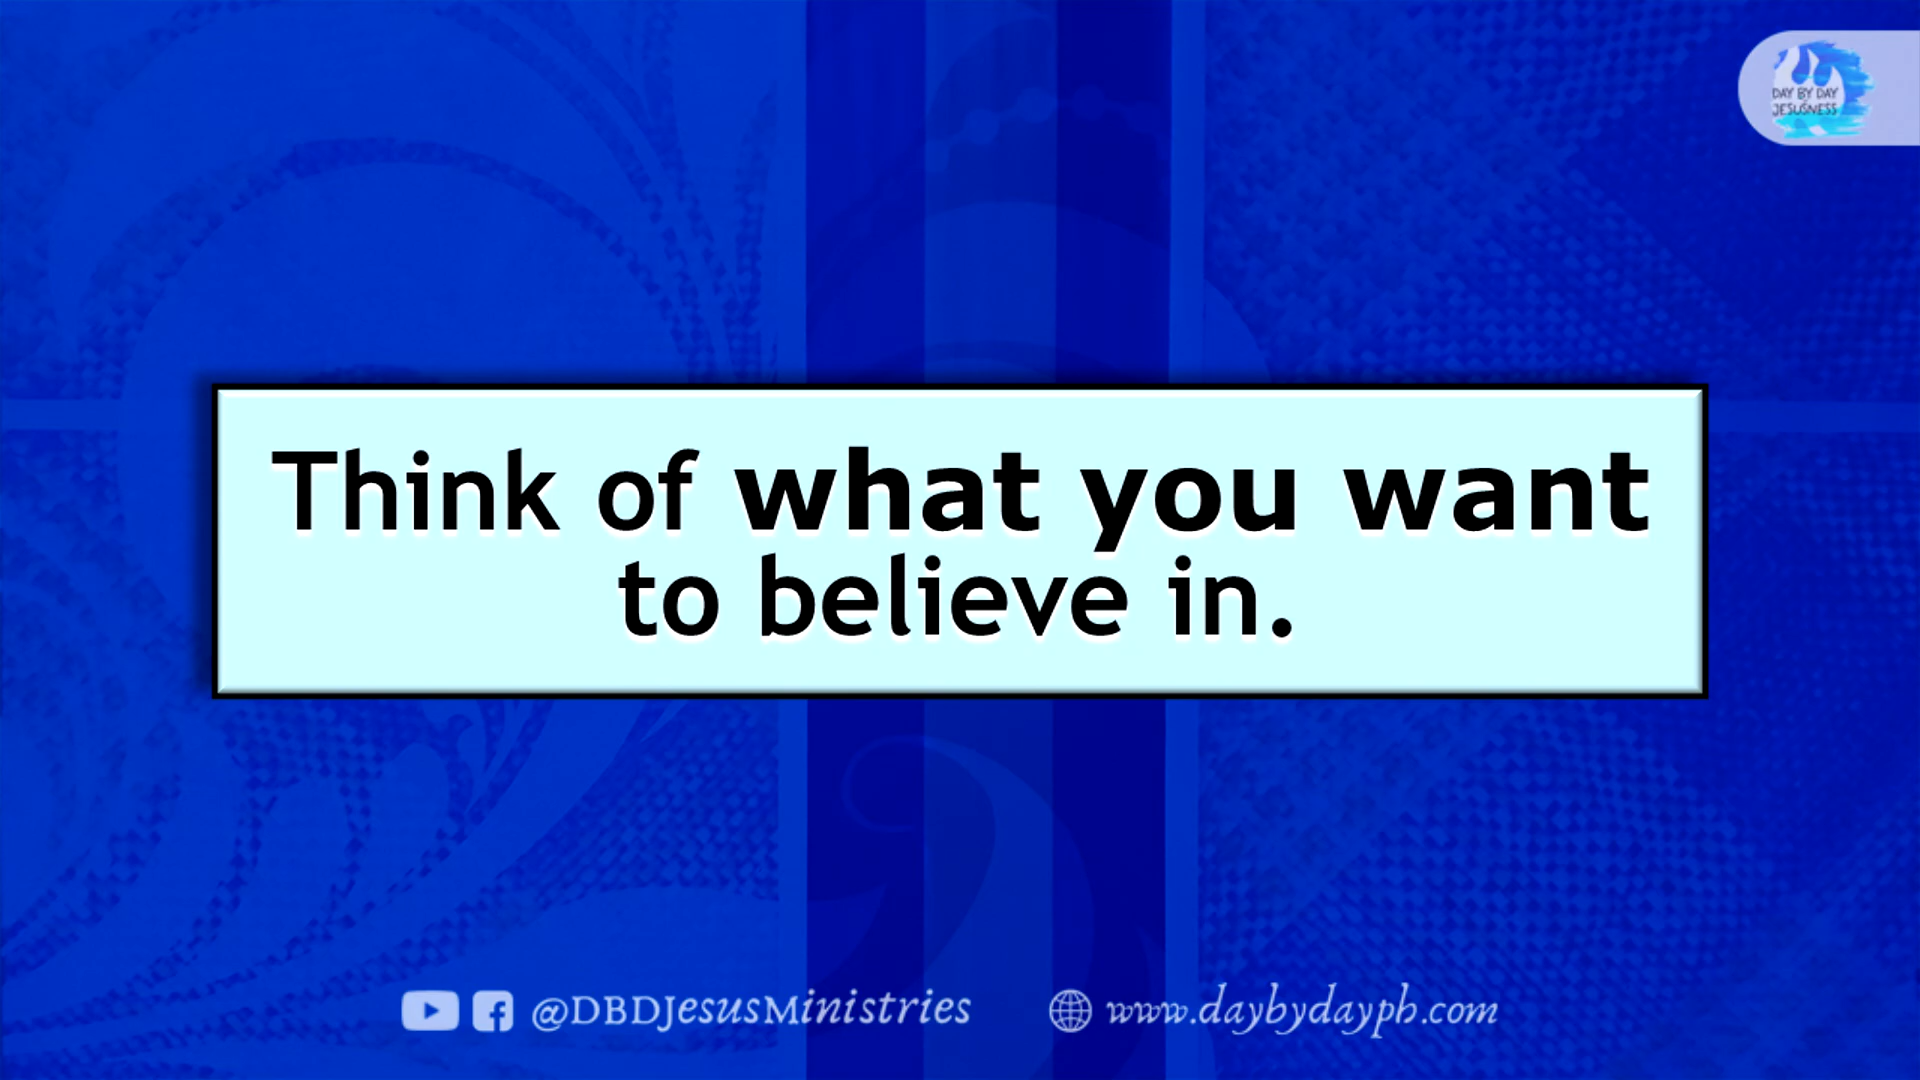 DAY BY DAY
JESUSNESS
Think of what you want
to believe in.
@DBDJesusMinistries
www.daybydayph.com